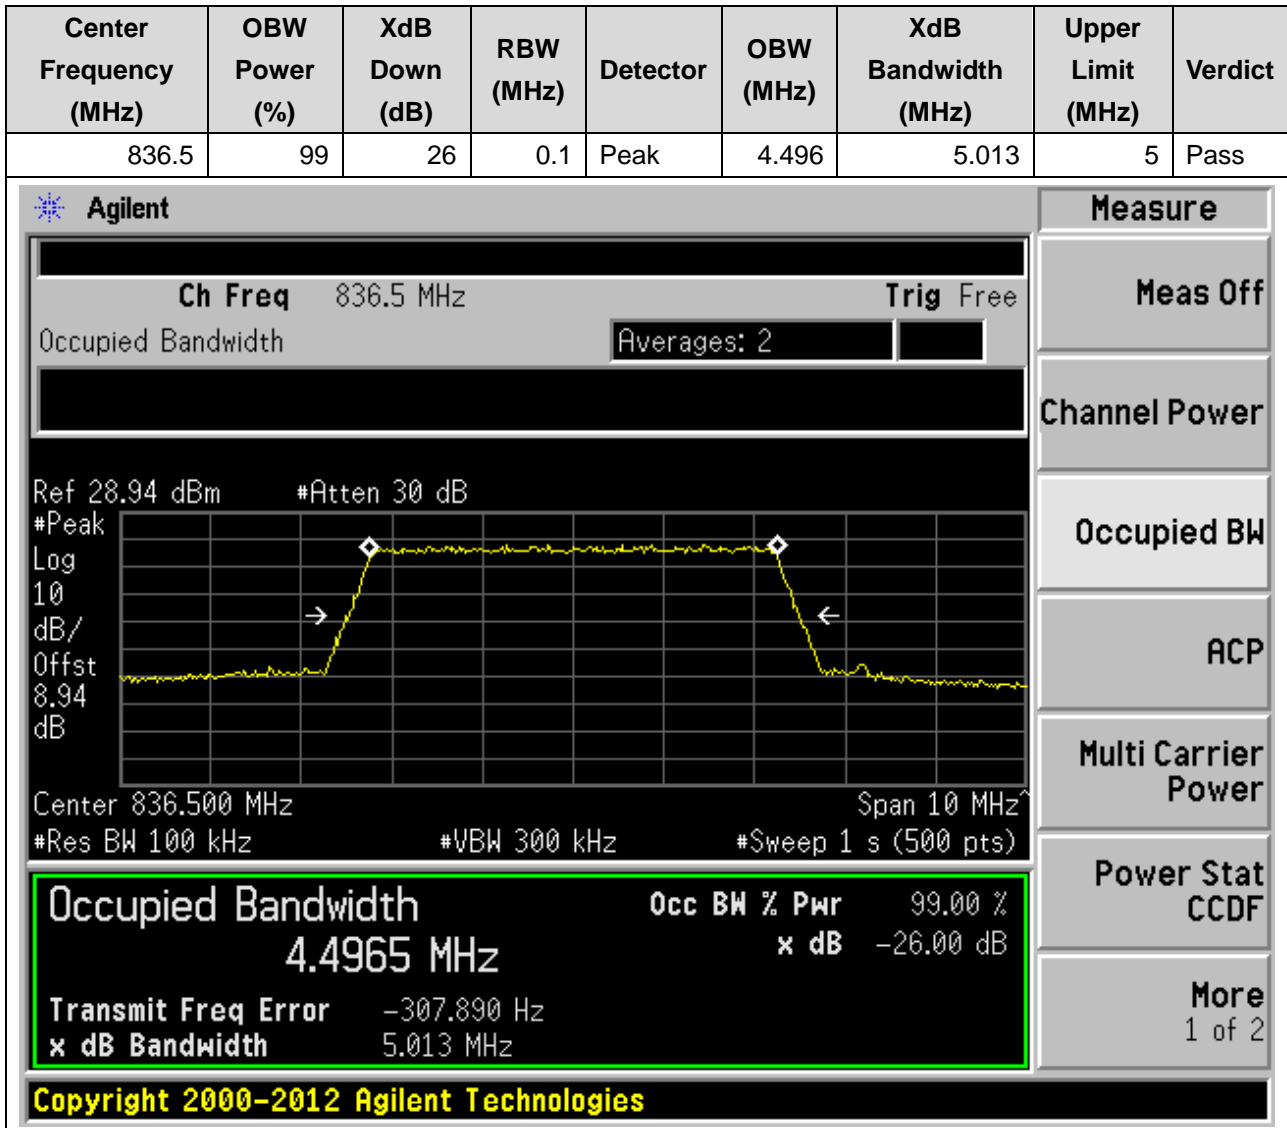 Center Frequency (MHz) OBW Power (%) XdB Down (dB) RBW (MHz) Detector OBW (MHz) XdB Bandwidth (MHz) Upper Limit (MHz) Verdict
836.5 99 26 0.1 Peak 4.496 5.013 5 Pass
Agilent
Measure
Ch Freq 836.5 MHz Trig Free
Meas Off
Occupied Bandwidth Averages: 2
Channel Power
Ref 28.94 dBm #Atten 30 dB
#Peak
Log
10
dB/
Offst
8.94
dB
Occupied BW
ACP
Multi Carrier
Power
Center 836.500 MHz Span 10 MHz^
#Res BW 100 kHz #VBW 300 kHz #Sweep 1 s (500 pts)
Power Stat
CCDF
Occupied Bandwidth Occ BW % Pwr 99.00 %
4.4965 MHz x dB -26.00 dB
Transmit Freq Error -307.890 Hz
x dB Bandwidth 5.013 MHz
More
1 of 2
Copyright 2000-2012 Agilent Technologies